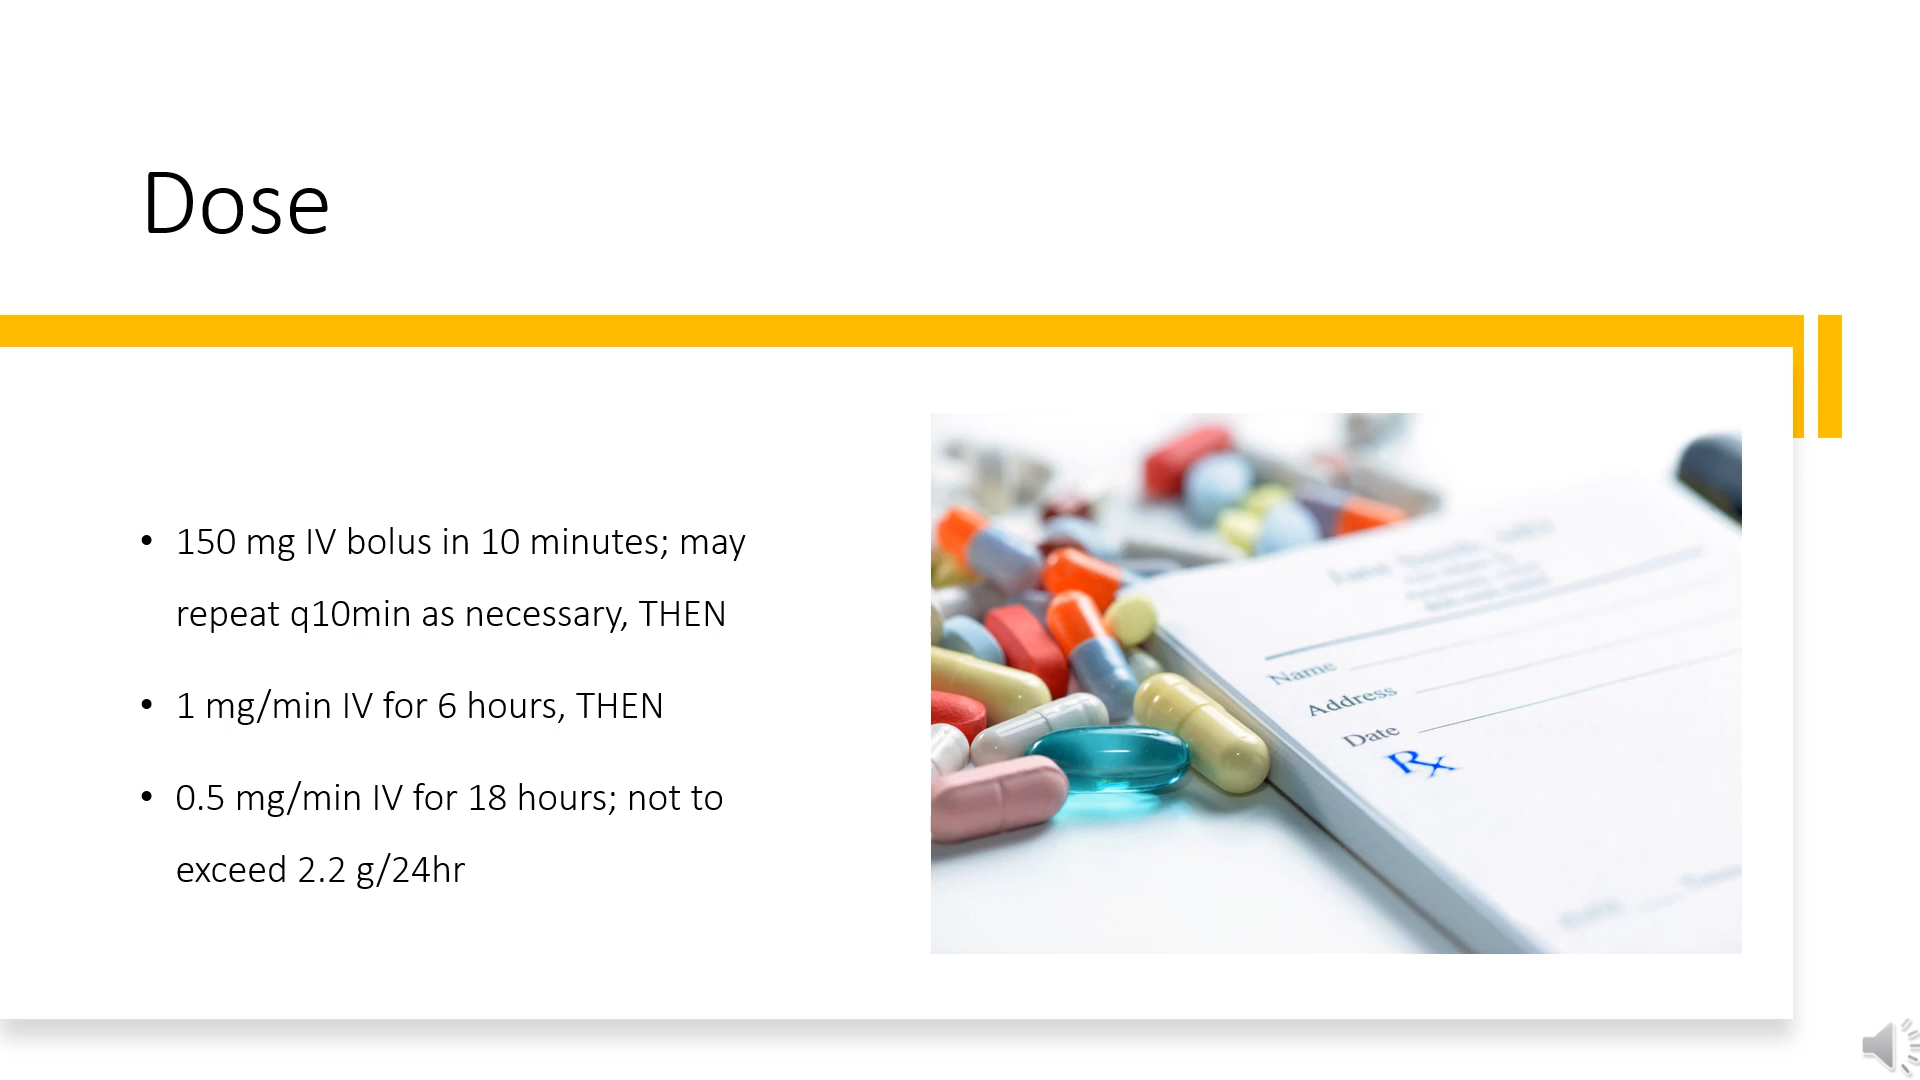 Dose
• 150 mg IV bolus in 10 minutes; may
repeat q10min as necessary, THEN
• 1 mg/min IV for 6 hours, THEN
• 0.5 mg/min IV for 18 hours; not to
exceed 2.2 g/24hr
Name
Address
Date
Rx